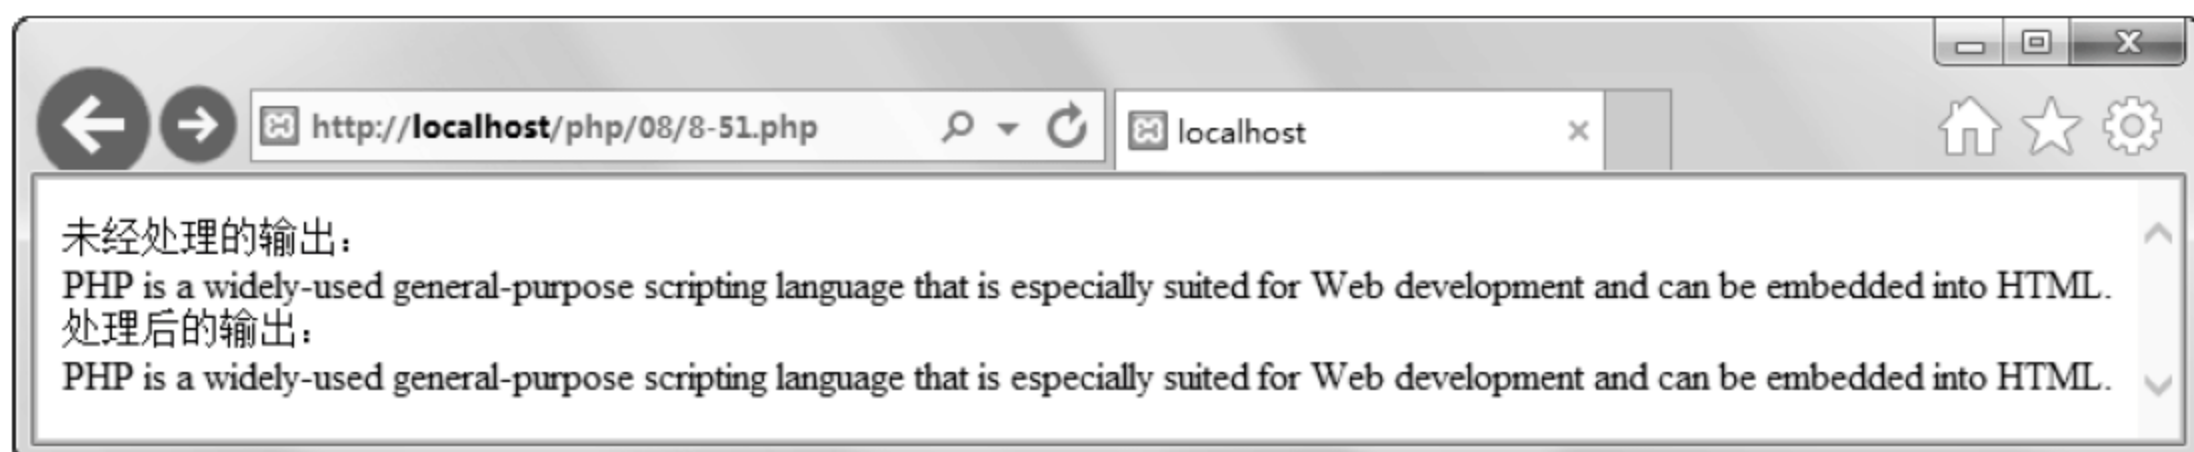 http://localhost/php/08/8-51.php
localhost
未经处理的输出：
PHP is a widely-used general-purpose scripting language that is especially suited for Web development and can be embedded into HTML.
处理后的输出：
PHP is a widely-used general-purpose scripting language that is especially suited for Web development and can be embedded into HTML.